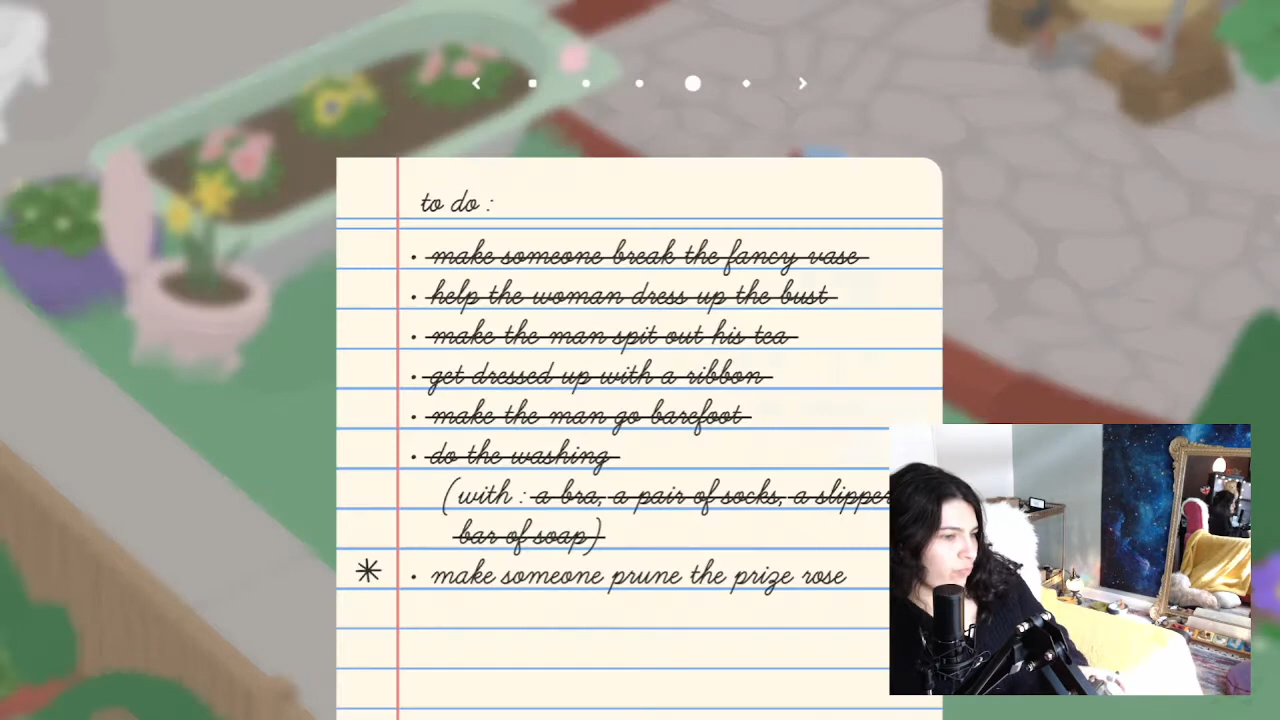 to do :
• make someone break the fancy vase
• help the woman dress up the bust
• make the man spit out his tea
• get dressed up with a ribbon
• make the man go barefoot
• do the washing
(with : a bra, a pair of socks, a slipper
bar of soap)
• make someone prune the prize rose